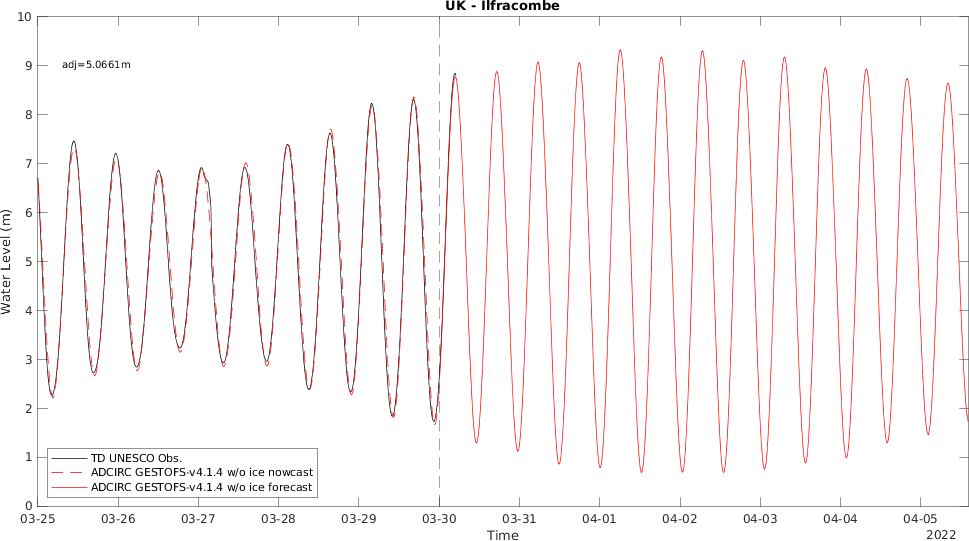 UK - Ilfracombe
10
9
8
7
6
5
4
3
2
1
0
Water Level (m)
adj=5.0661m
TD UNESCO Obs.
ADCIRC GESTOFS-v4.1.4 w/o ice nowcast
ADCIRC GESTOFS-v4.1.4 w/o ice forecast
03-25 03-26 03-27 03-28 03-29 03-30 03-31 04-01 04-02 04-03 04-04 04-05
Time
2022